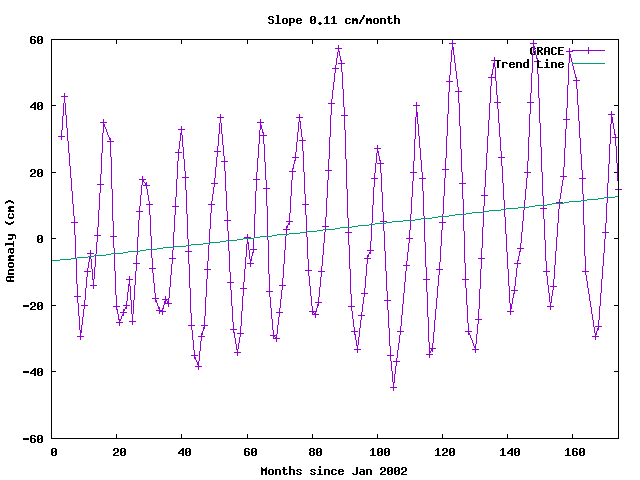 Slope 0.11 cm/month
60
40
20
0
-20
-40
-60
Anomaly (cm)
GRACE
Trend Line
0 20 40 60 80 100 120 140 160
Months since Jan 2002